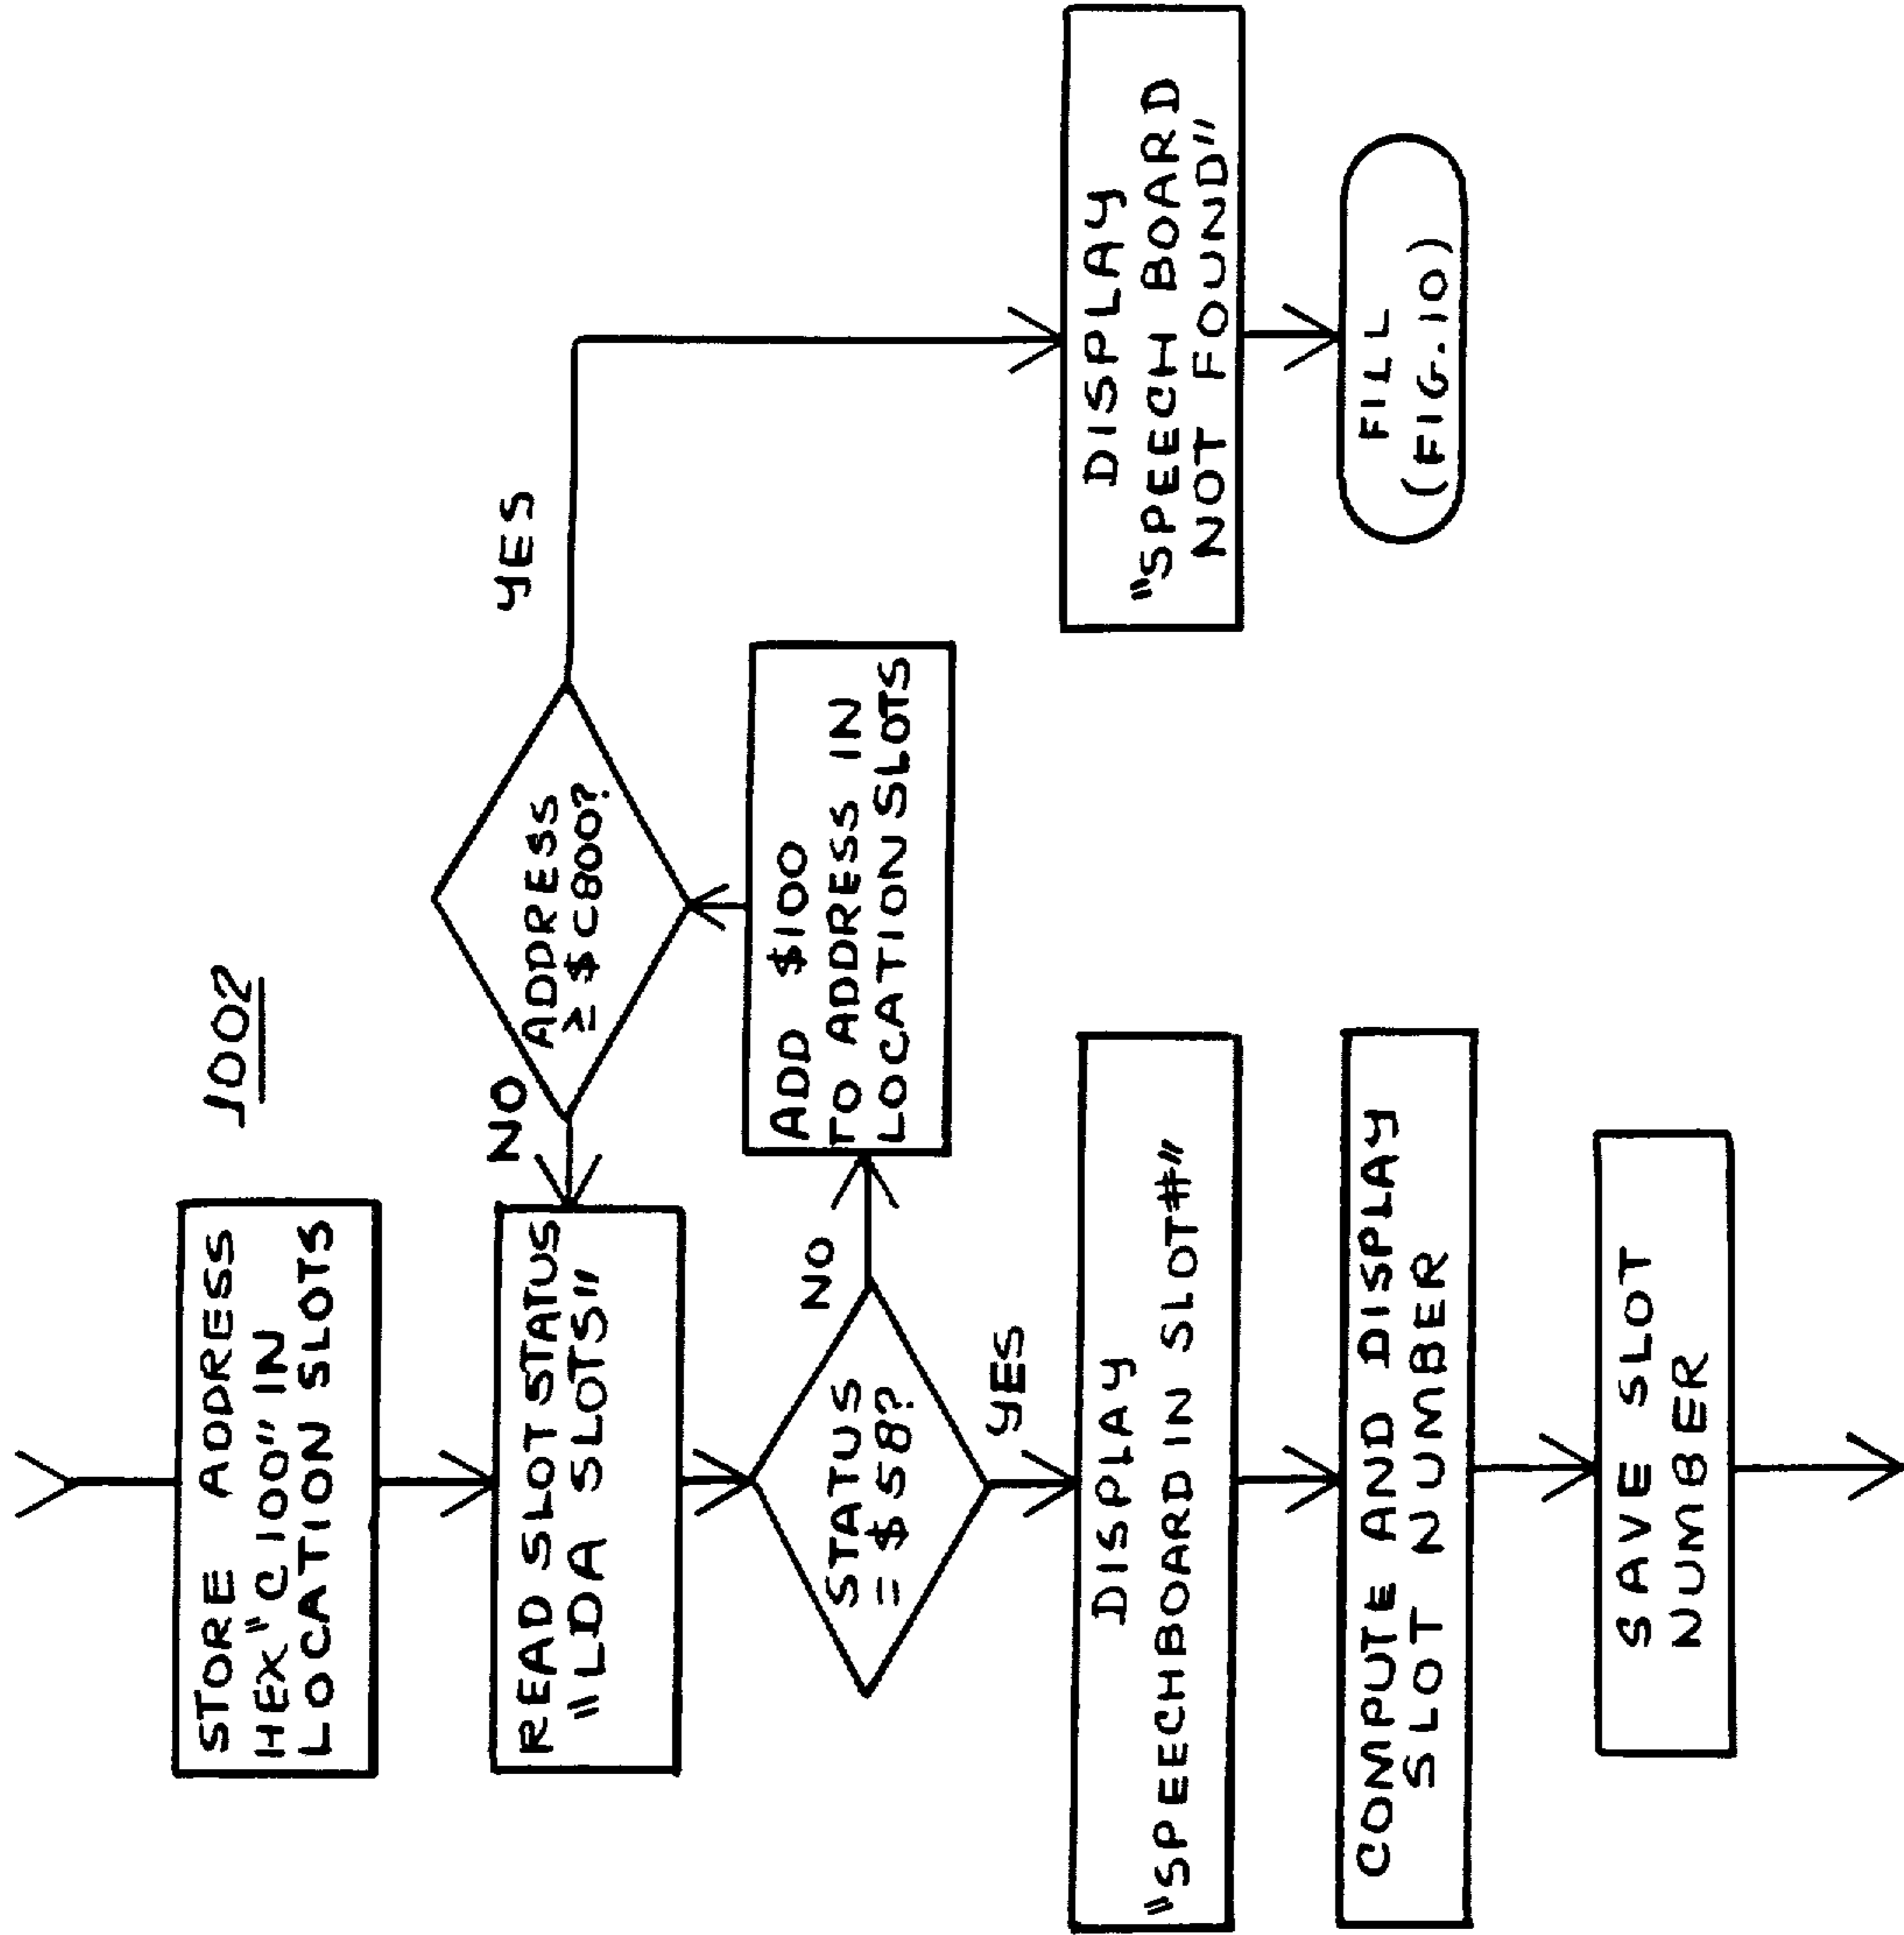 1002
STORE ADDRESS
HEX "C100" IN
LOCATION SLOTS
READ SLOT STATUS
"LDA SLOTS"
NO
ADDRESS
≥ $C800?
YES
STATUS
= $58?
NO
ADD $100
TO ADDRESS IN
LOCATION SLOTS
YES
DISPLAY
"SPEECHBOARD IN SLOT#"
DISPLAY
"SPEECH BOARD
NOT FOUND"
COMPUTE AND DISPLAY
SLOT NUMBER
FILL
(FIG.10)
SAVE SLOT
NUMBER